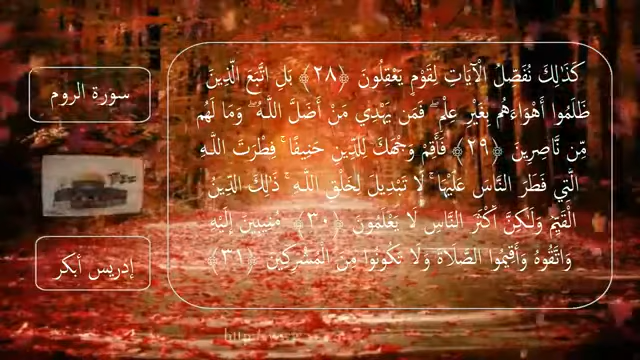 سورة الروم
كَذَٰلِكَ نُفَصِّلُ الْآيَاتِ لِقَوْمٍ يَعْقِلُونَ ﴿٢٨﴾ بَلِ اتَّبَعَ الَّذِينَ
ظَلَمُوا أَهْوَاءَهُم بِغَيْرِ عِلْمٍ ۖ فَمَن يَهْدِي مَنْ أَضَلَّ اللَّهُ ۖ وَمَا لَهُم
مِّن نَّاصِرِينَ ﴿٢٩﴾ فَأَقِمْ وَجْهَكَ لِلدِّينِ حَنِيفًا ۚ فِطْرَتَ اللَّهِ
الَّتِي فَطَرَ النَّاسَ عَلَيْهَا ۚ لَا تَبْدِيلَ لِخَلْقِ اللَّهِ ۚ ذَٰلِكَ الدِّينُ
الْقَيِّمُ وَلَٰكِنَّ أَكْثَرَ النَّاسِ لَا يَعْلَمُونَ ﴿٣٠﴾ مُنِيبِينَ إِلَيْهِ
وَاتَّقُوهُ وَأَقِيمُوا الصَّلَاةَ وَلَا تَكُونُوا مِنَ الْمُشْرِكِينَ ﴿٣١﴾
إدريس أبكر